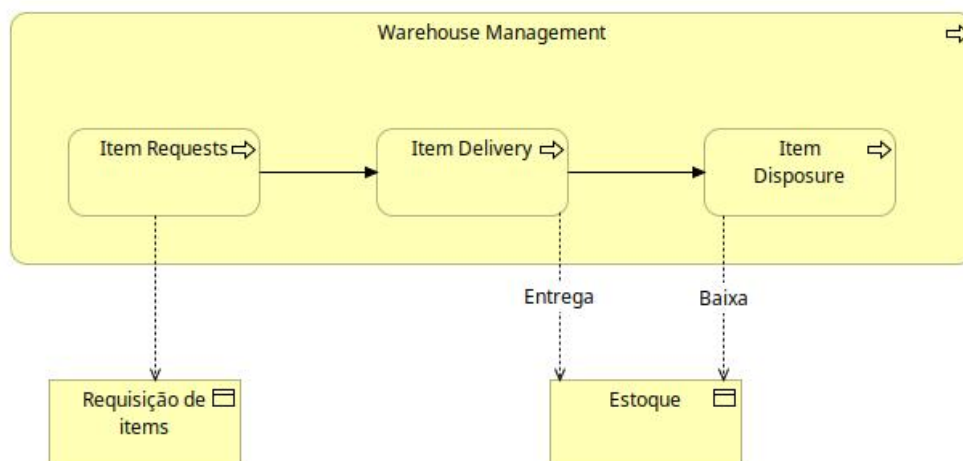 Warehouse Management
Item Requests
Item Delivery
Item
Disposure
Entrega
Baixa
Requisição de
items
Estoque